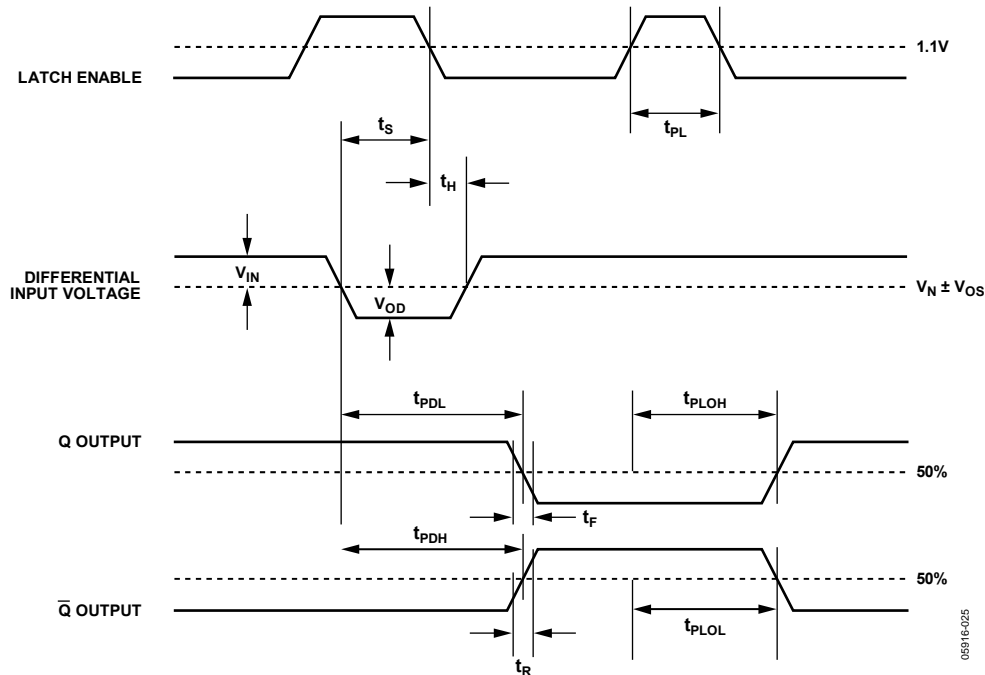 1.1V
LATCH ENABLE
tS
tPL
tH
VIN
DIFFERENTIAL
INPUT VOLTAGE
VOD
VN ± VOS
tPDL
tPLOH
Q OUTPUT
50%
tF
tPDH
50%
Q̅ OUTPUT
tPLOL
tR
05916-025